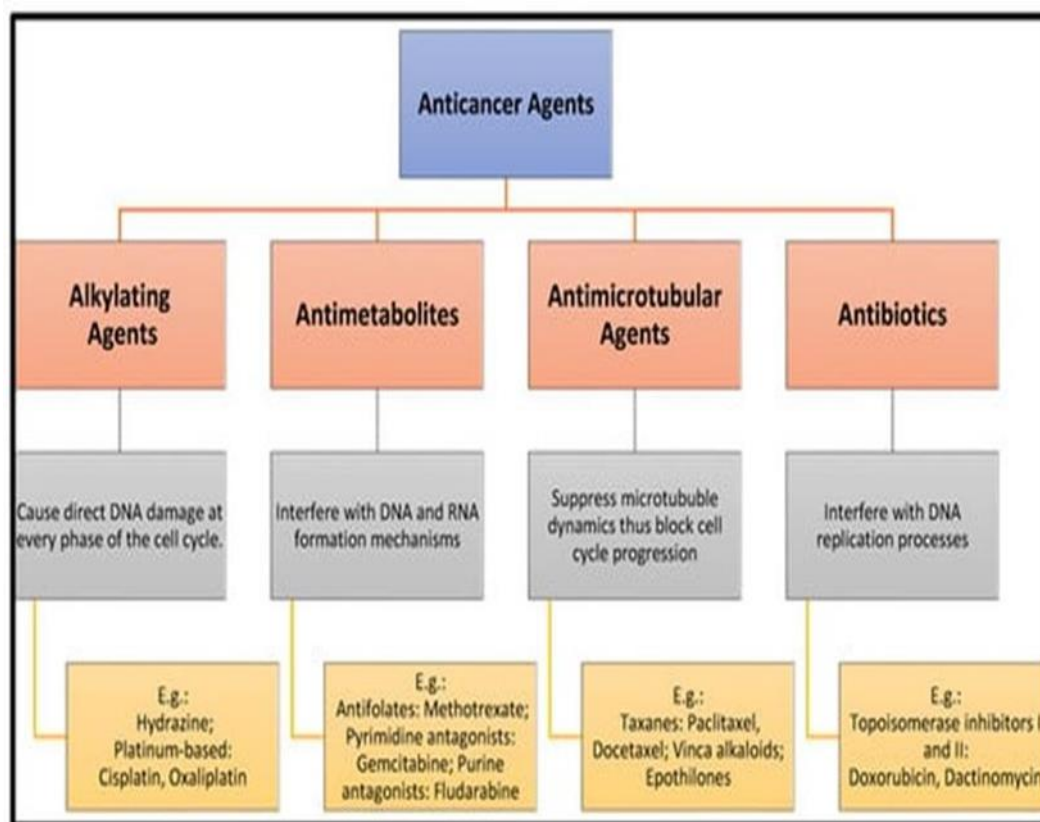 Anticancer Agents
Alkylating
Agents
Antimetabolites
Antimicrotubular
Agents
Antibiotics
Cause direct DNA damage at
every phase of the cell cycle.
Interfere with DNA and RNA
formation mechanisms
Suppress microtububle
dynamics thus block cell
cycle progression
Interfere with DNA
replication processes
E.g.:
Hydrazine;
Platinum-based:
Cisplatin, Oxaliplatin
E.g.:
Antifolates: Methotrexate;
Pyrimidine antagonists:
Gemcitabine; Purine
antagonists: Fludarabine
E.g.:
Taxanes: Paclitaxel,
Docetaxel; Vinca alkaloids;
Epothilones
E.g.:
Topoisomerase inhibitors I
and II:
Doxorubicin, Dactinomycin